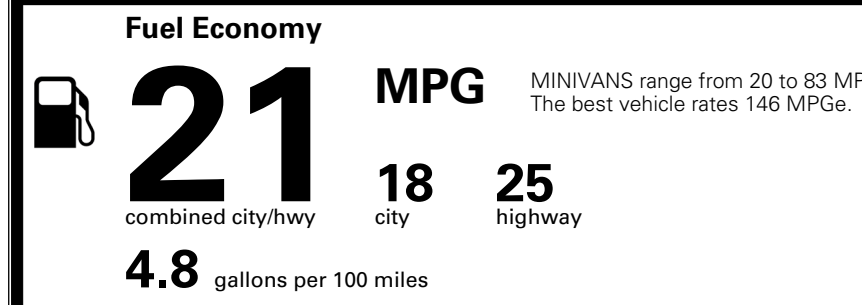 Fuel Economy
21
MPG
MINIVANS range from 20 to 83
The best vehicle rates 146 MPGe.
18
25
combined city/hwy
city
highway
4.8 gallons per 100 miles